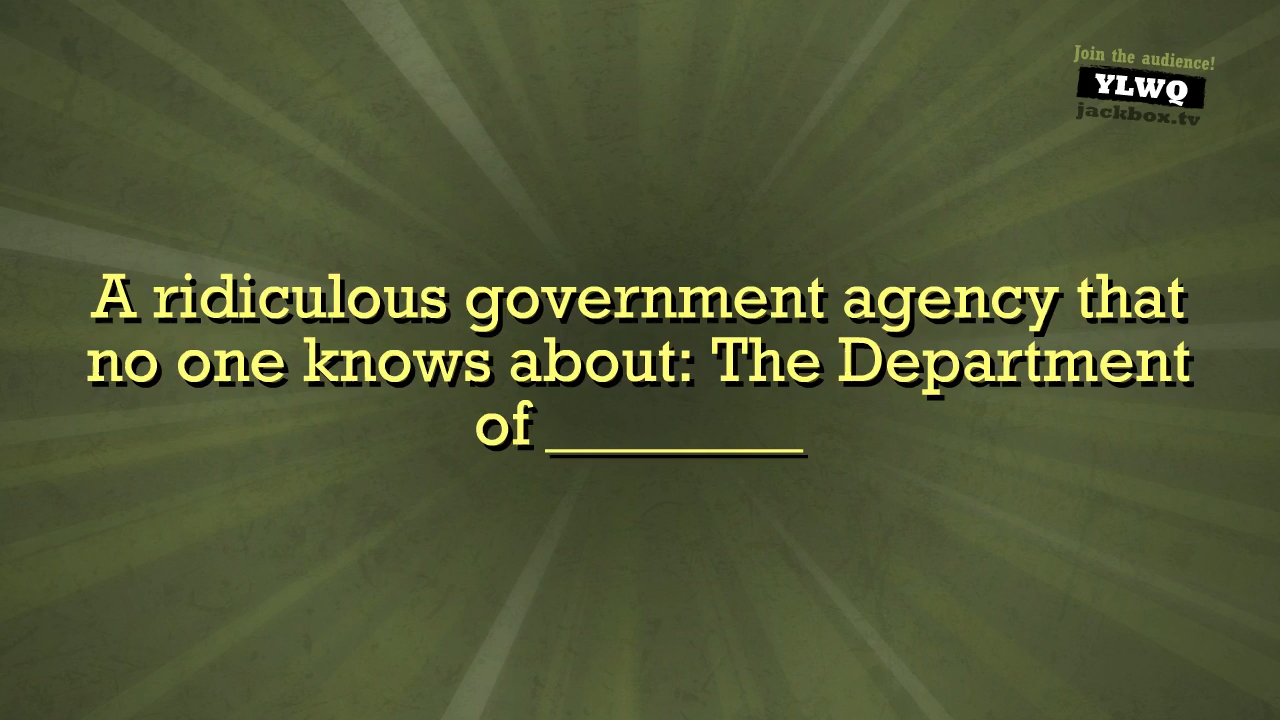 Join the audience!
YLWQ
jackbox.tv
A ridiculous government agency that
no one knows about: The Department
of ________